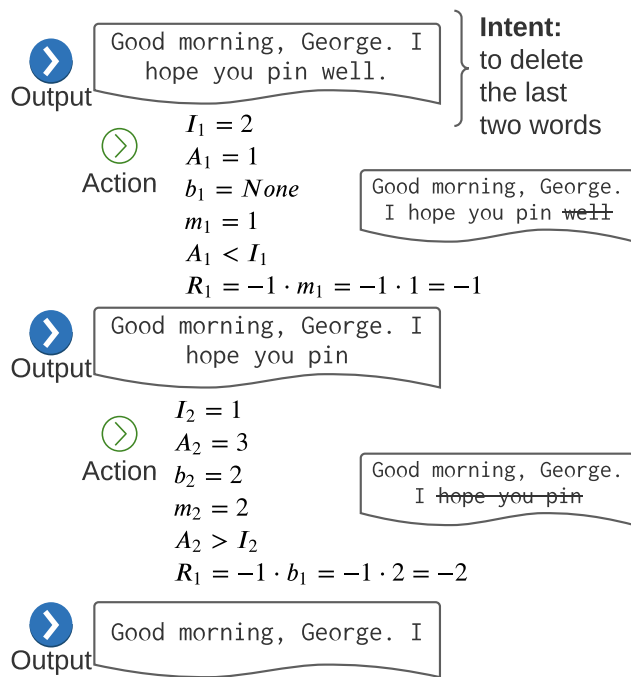 Output
Good morning, George. I
hope you pin well.
Intent:
to delete
the last
two words
Action
I₁ = 2
A₁ = 1
b₁ = None
m₁ = 1
A₁ < I₁
R₁ = −1 · m₁ = −1 · 1 = −1
Good morning, George.
I hope you pin well
Output
Good morning, George. I
hope you pin
Action
I₂ = 1
A₂ = 3
b₂ = 2
m₂ = 2
A₂ > I₂
R₁ = −1 · b₁ = −1 · 2 = −2
Good morning, George.
I hope you pin
Output
Good morning, George. I